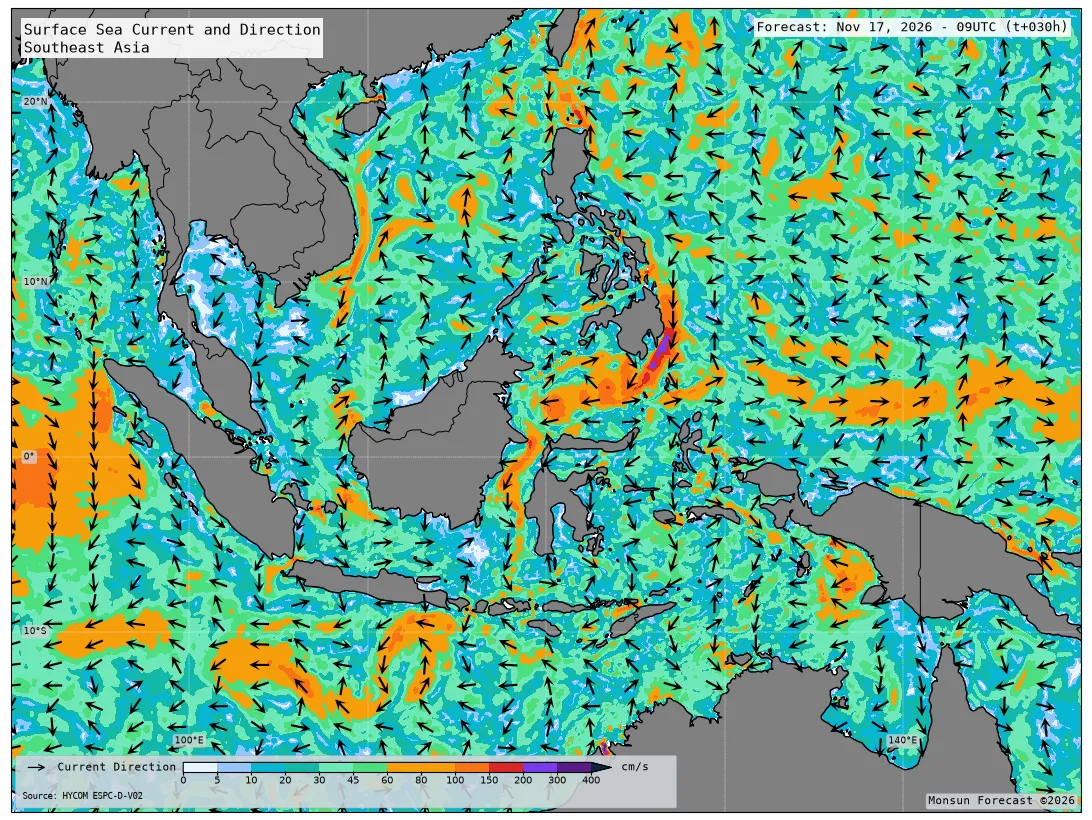 Surface Sea Current and Direction
Southeast Asia
Forecast: Nov 17, 2026 - 09UTC (t+030h)
20°N
10°N
0°
10°S
100°E
140°E
Current Direction
0 5 10 20 30 45 60 80 100 150 200 300 400
cm/s
Source: HYCOM ESPC-D-V02
Monsun Forecast ©2026